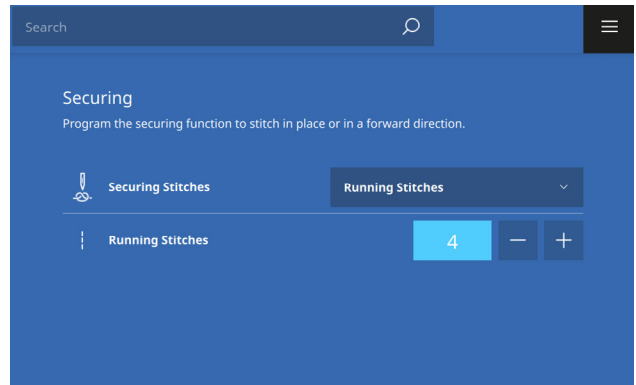 Search
Securing
Program the securing function to stitch in place or in a forward direction.
Securing Stitches Running Stitches
Running Stitches 4